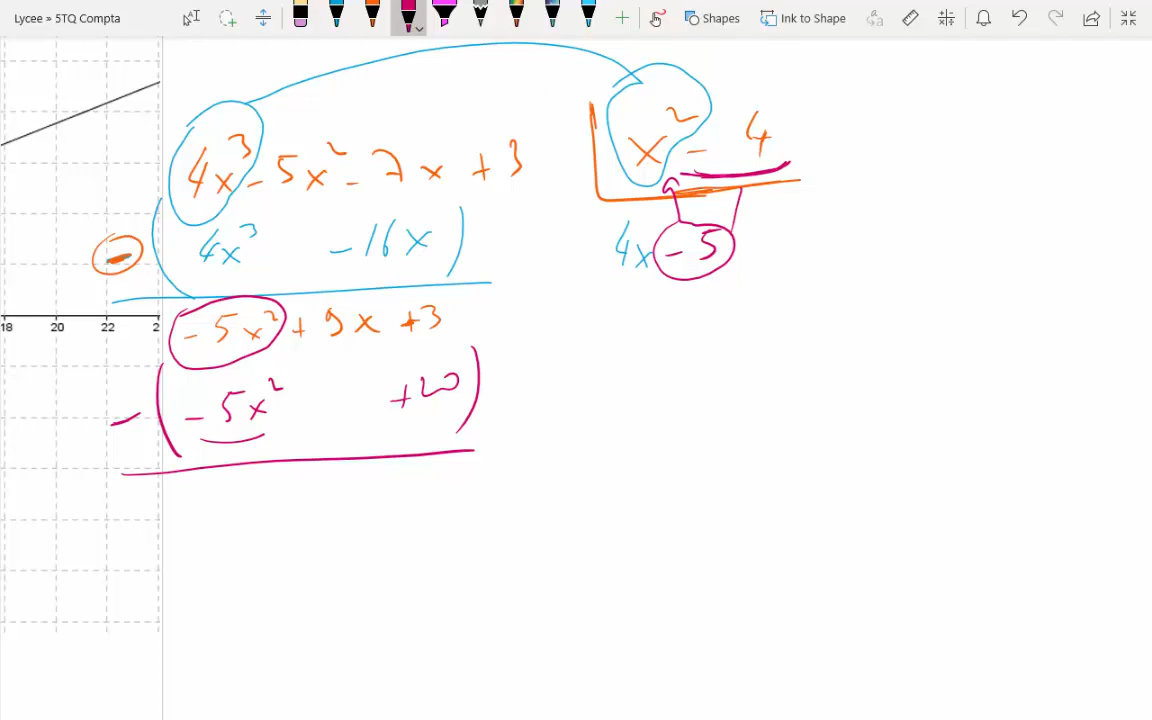 Lycee » 5TQ Compta
Shapes
Ink to Shape
4x³ - 5x² - 7x + 3
x² - 4
- ( 4x³ - 16x )
4x - 5
- 5x² + 9x + 3
18 20 22 2
- ( - 5x² + 20 )